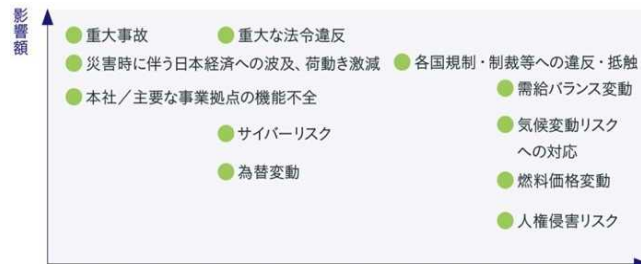 影響額
重大事故
重大な法令違反
災害時に伴う日本経済への波及、荷動き激減
各国規制・制裁等への違反・抵触
本社／主要な事業拠点の機能不全
需給バランス変動
サイバーリスク
気候変動リスク
への対応
為替変動
燃料価格変動
人権侵害リスク